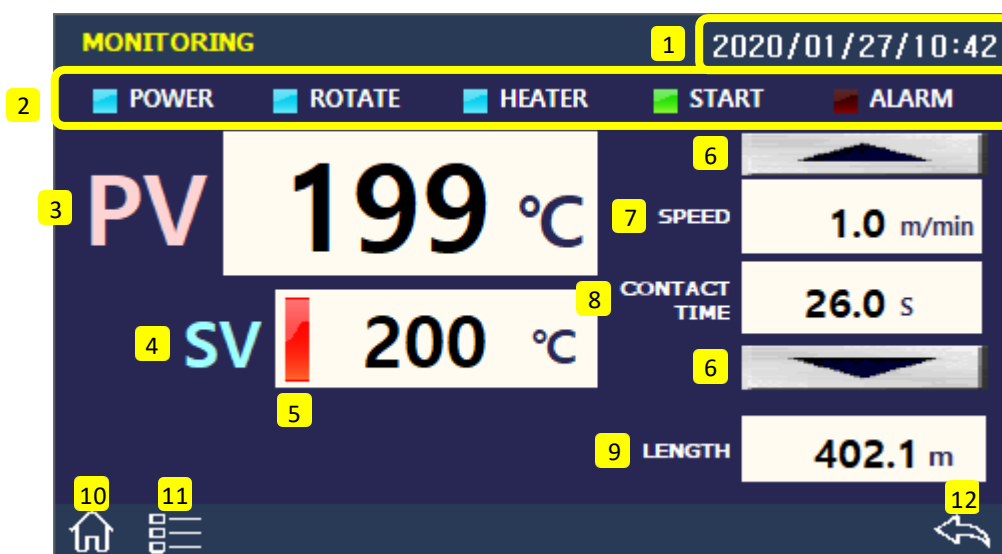 MONITORING 1 2020/01/27/10:42
2 POWER ROTATE HEATER START ALARM
3 PV 199 ℃
6
7 SPEED 1.0 m/min
8 CONTACT TIME 26.0 s
4 SV 200 ℃
5
6
9 LENGTH 402.1 m
10 11 12